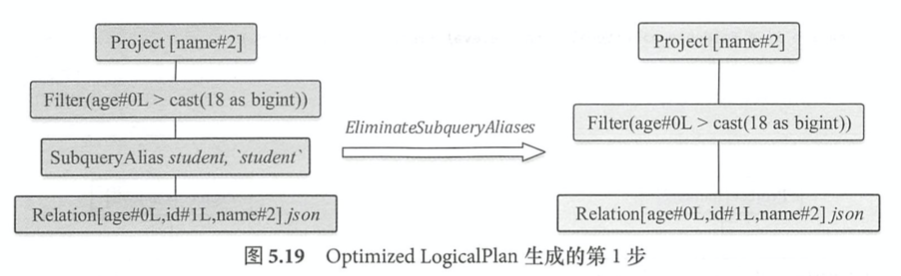 Project [name#2]
Filter(age#0L > cast(18 as bigint))
SubqueryAlias student, `student`
Relation[age#0L,id#1L,name#2] json
EliminateSubqueryAliases
Project [name#2]
Filter(age#0L > cast(18 as bigint))
Relation[age#0L,id#1L,name#2] json
图 5.19 Optimized LogicalPlan 生成的第 1 步